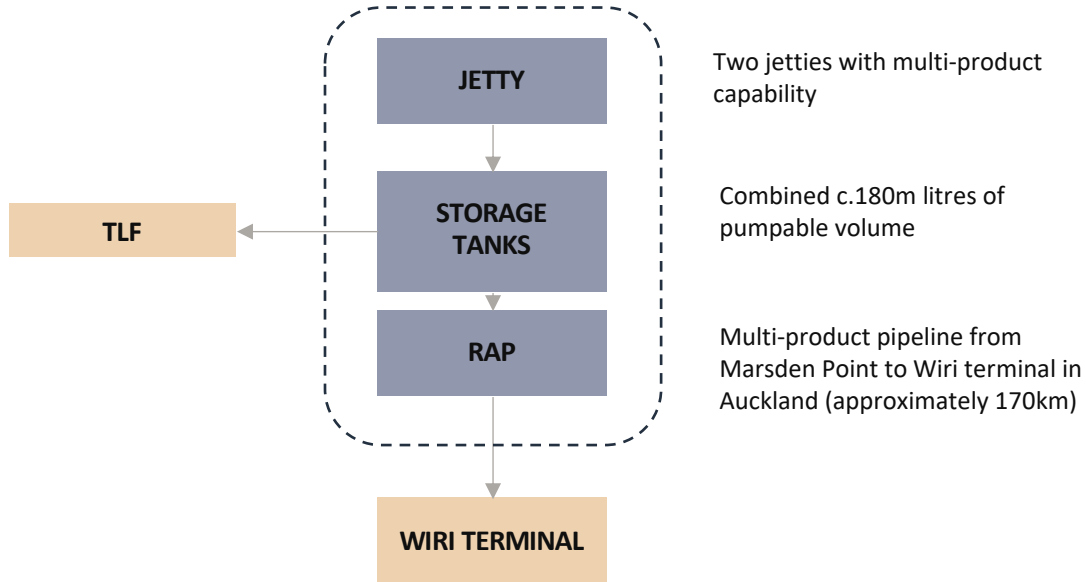 JETTY
Two jetties with multi-product
capability
TLF
STORAGE
TANKS
Combined c.180m litres of
pumpable volume
RAP
Multi-product pipeline from
Marsden Point to Wiri terminal in
Auckland (approximately 170km)
WIRI TERMINAL